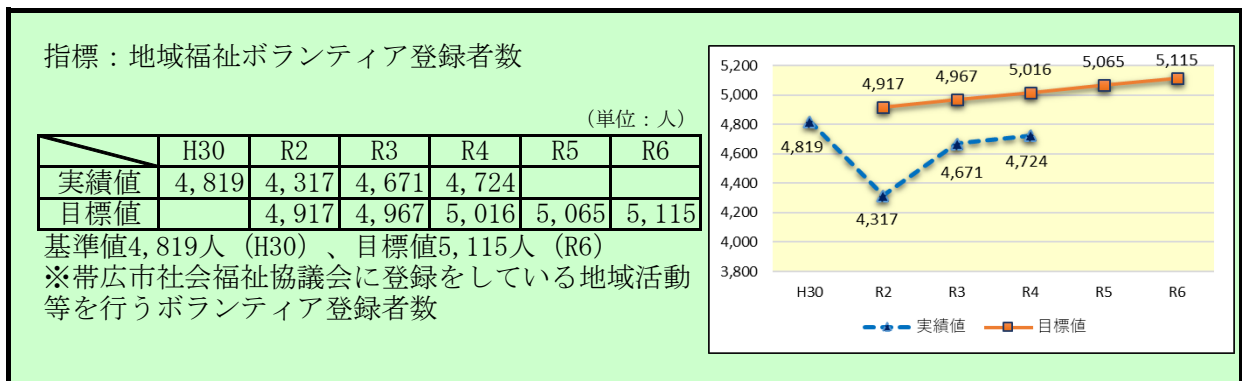 指標：地域福祉ボランティア登録者数
（単位：人）
H30 R2 R3 R4 R5 R6
実績値 4,819 4,317 4,671 4,724
目標値 4,917 4,967 5,016 5,065 5,115
基準値4,819人（H30）、目標値5,115人（R6）
※帯広市社会福祉協議会に登録をしている地域活動
等を行うボランティア登録者数
5,200
5,000
4,800
4,600
4,400
4,200
4,000
3,800
4,917 4,967 5,016 5,065 5,115
4,819 4,317 4,671 4,724
H30 R2 R3 R4 R5 R6
実績値 目標値